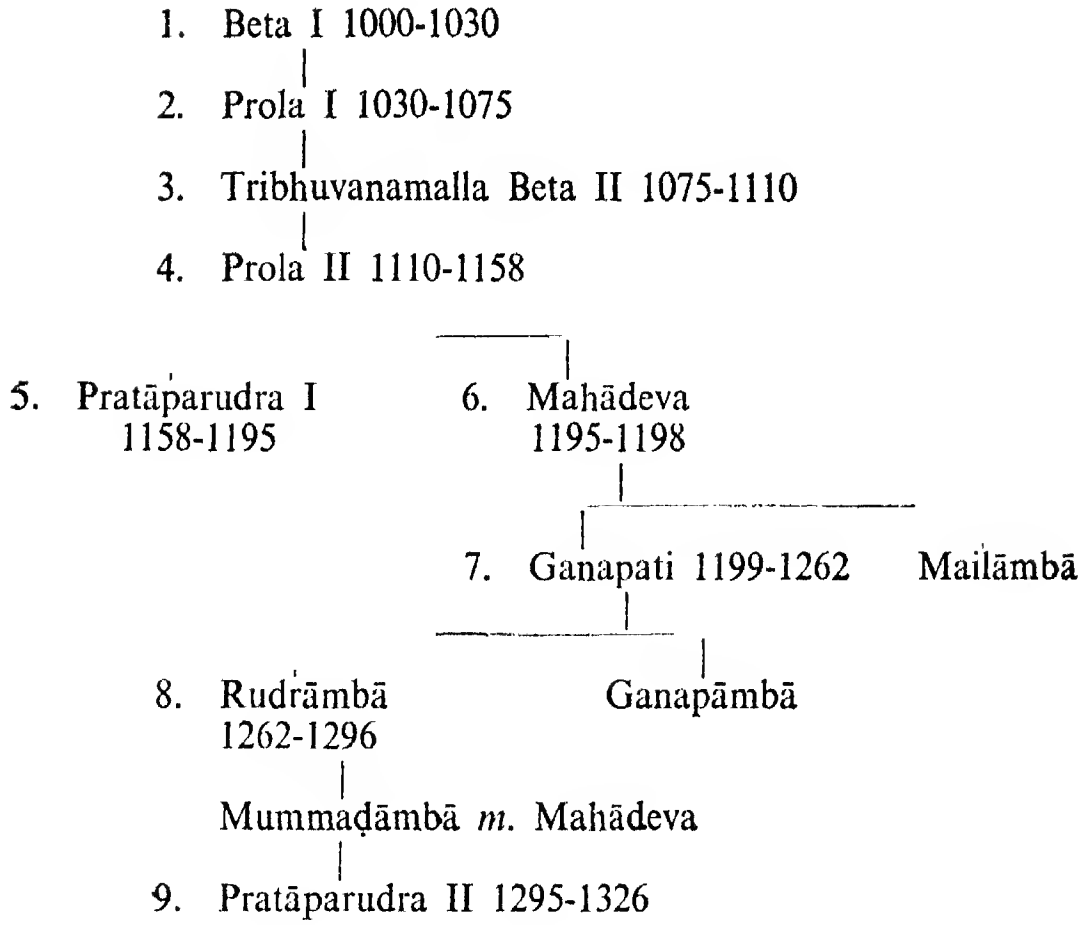 1. Beta I 1000-1030
2. Prola I 1030-1075
3. Tribhuvanamalla Beta II 1075-1110
4. Prola II 1110-1158
5. Pratāparudra I 6. Mahādeva
1158-1195 1195-1198
7. Ganapati 1199-1262 Mailāmbā
8. Rudrāmbā Ganapāmbā
1262-1296
Mummaḍāmbā m. Mahādeva
9. Pratāparudra II 1295-1326